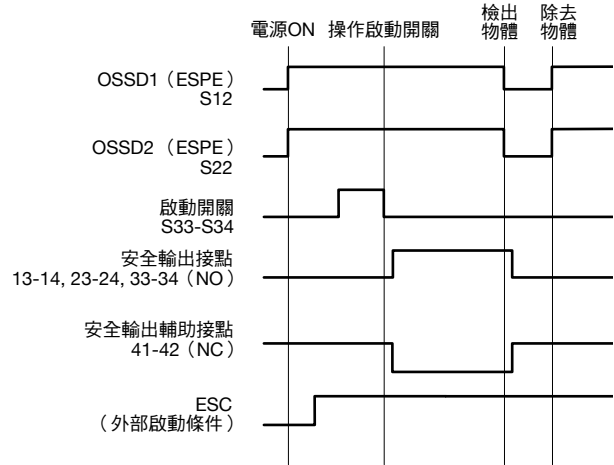 電源ON 操作啟動開關 檢出 除去
物體 物體
OSSD1（ESPE）
S12
OSSD2 （ESPE）
S22
啟動開關
S33-S34
安全輸出接點
13-14, 23-24, 33-34（NO）
安全輸出輔助接點
41-42（NC）
ESC
（外部啟動條件）